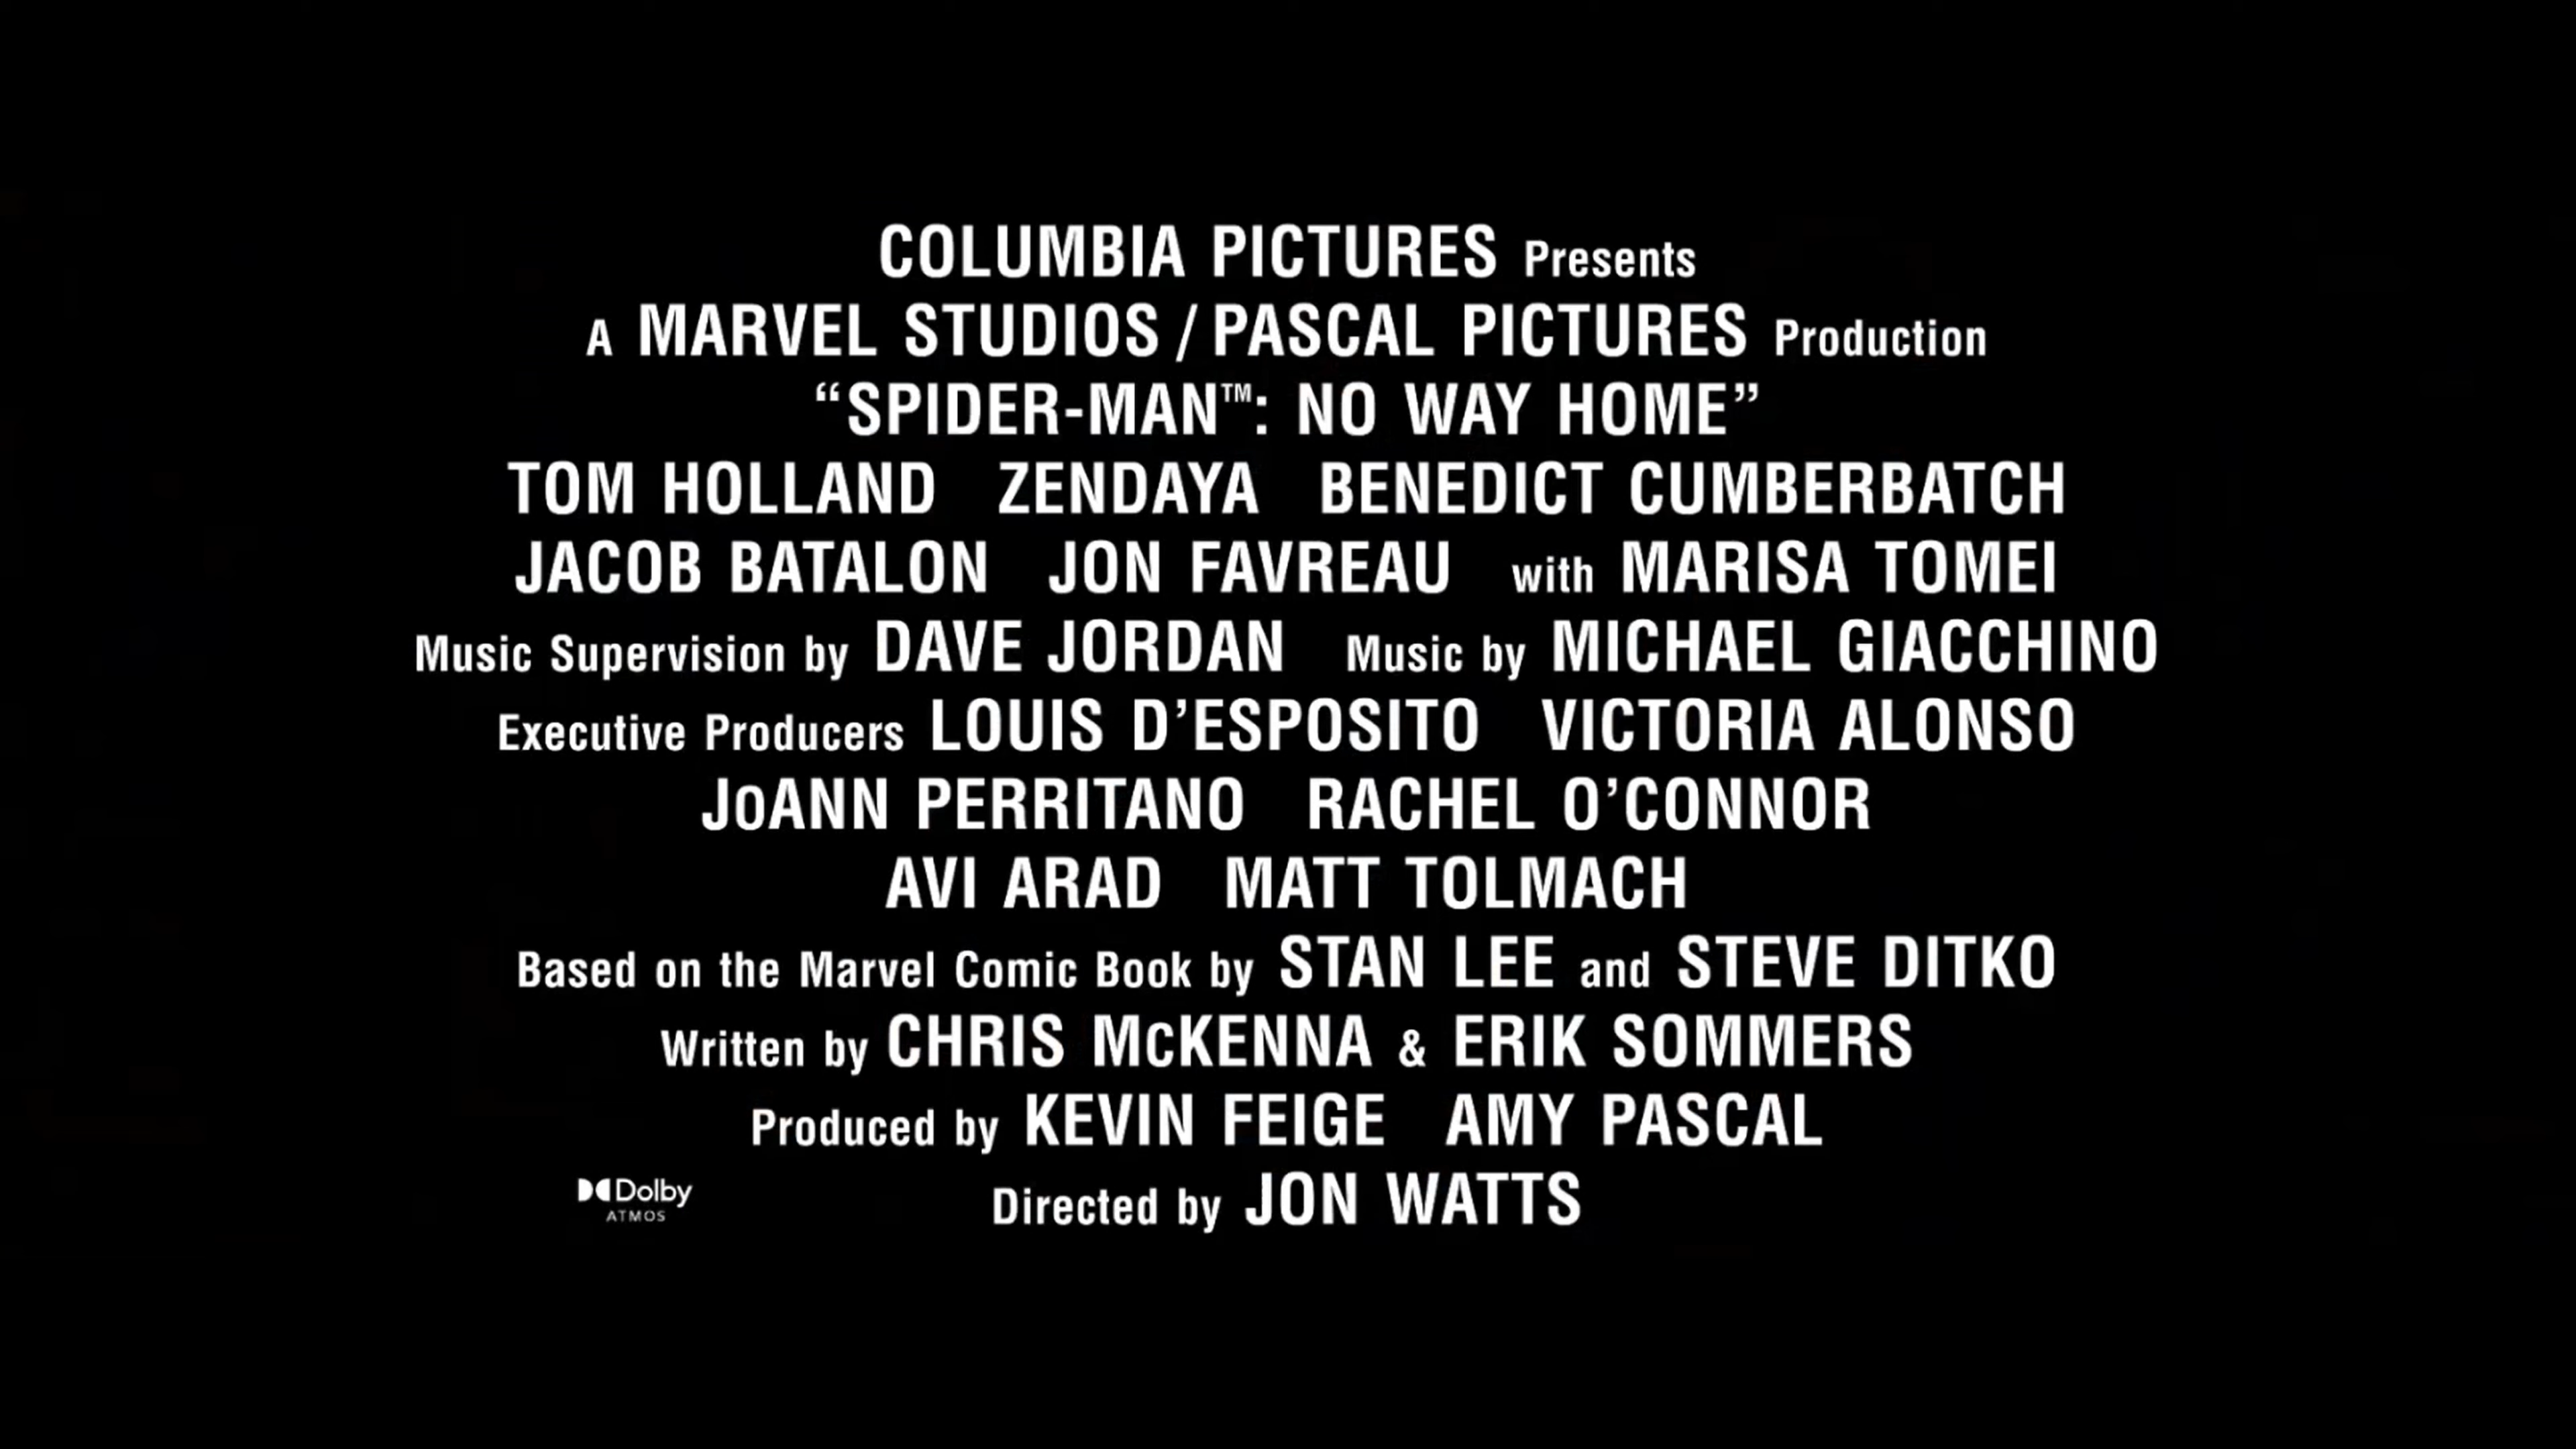 COLUMBIA PICTURES Presents
A MARVEL STUDIOS / PASCAL PICTURES Production
“SPIDER-MAN™: NO WAY HOME”
TOM HOLLAND ZENDAYA BENEDICT CUMBERBATCH
JACOB BATALON JON FAVREAU with MARISA TOMEI
Music Supervision by DAVE JORDAN Music by MICHAEL GIACCHINO
Executive Producers LOUIS D’ESPOSITO VICTORIA ALONSO
JoANN PERRITANO RACHEL O’CONNOR
AVI ARAD MATT TOLMACH
Based on the Marvel Comic Book by STAN LEE and STEVE DITKO
Written by CHRIS McKENNA & ERIK SOMMERS
Produced by KEVIN FEIGE AMY PASCAL
Directed by JON WATTS
Dolby
ATMOS